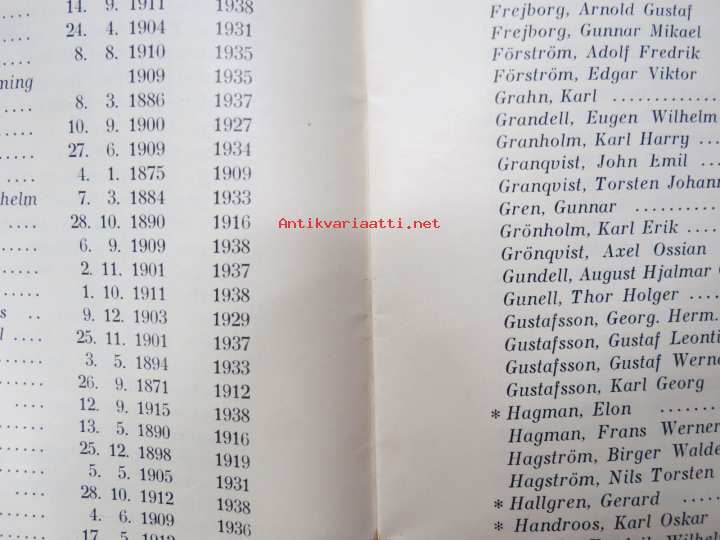 14. 9. 1911 1938
.... 24. 4. 1904 1931
.... 8. 8. 1910 1935
ming 1909 1935
.... 8. 3. 1886 1937
10. 9. 1900 1927
27. 6. 1909 1934
.... 4. 1. 1875 1909
helm 7. 3. 1884 1933
.... 28. 10. 1890 1916
6. 9. 1909 1938
2. 11. 1901 1937
1. 10. 1911 1938
s .. 9. 12. 1903 1929
l .... 25. 11. 1901 1937
3. 5. 1894 1933
26. 9. 1871 1912
.... 12. 9. 1915 1938
13. 5. 1890 1916
25. 12. 1898 1919
5. 5. 1905 1931
.... 28. 10. 1912 1938
4. 6. 1909 1936
17. 5.
Antikvariaatti.net
Frejborg, Arnold Gustaf
Frejborg, Gunnar Mikael
Förström, Adolf Fredrik
Förström, Edgar Viktor
Grahn, Karl ............
Grandell, Eugen Wilhelm
Granholm, Karl Harry ....
Granqvist, John Emil ....
Granqvist, Torsten Johann
Gren, Gunnar ..........
Grönholm, Karl Erik ....
Grönqvist, Axel Ossian
Gundell, August Hjalmar
Gunell, Thor Holger ....
Gustafsson, Georg. Herm.
Gustafsson, Gustaf Leonti
Gustafsson, Gustaf Werne
Gustafsson, Karl Georg
* Hagman, Elon ........
Hagman, Frans Werner
Hagström, Birger Walde
Hagström, Nils Torsten
* Hallgren, Gerard .....
* Handroos, Karl Oskar